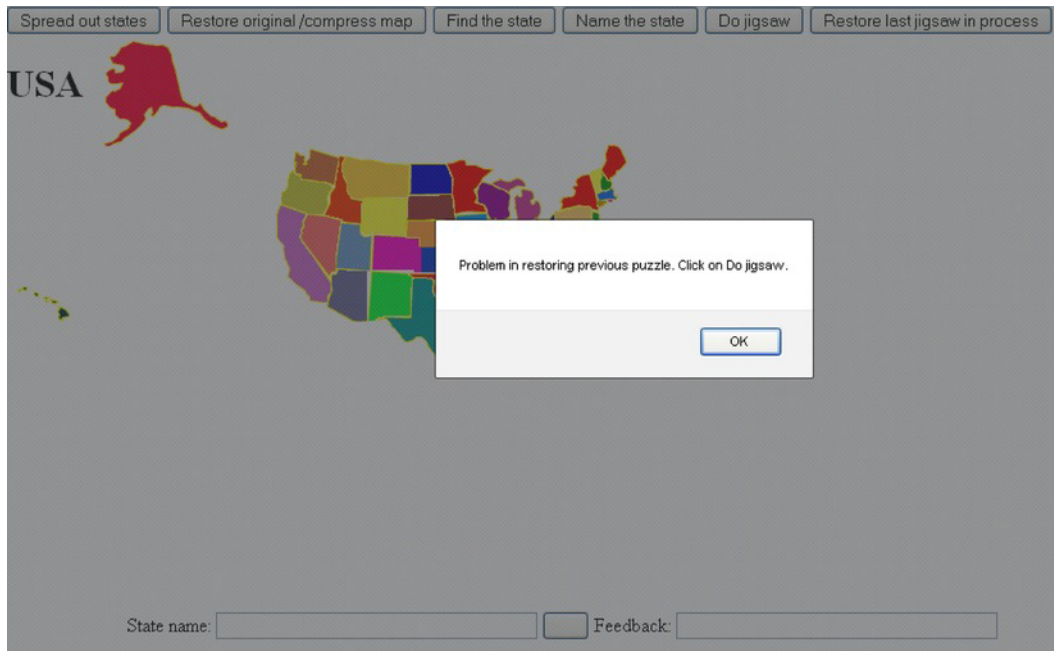 Spread out states Restore original /compress map Find the state Name the state Do jigsaw Restore last jigsaw in process
USA
Problem in restoring previous puzzle. Click on Do jigsaw.
OK
State name: Feedback: